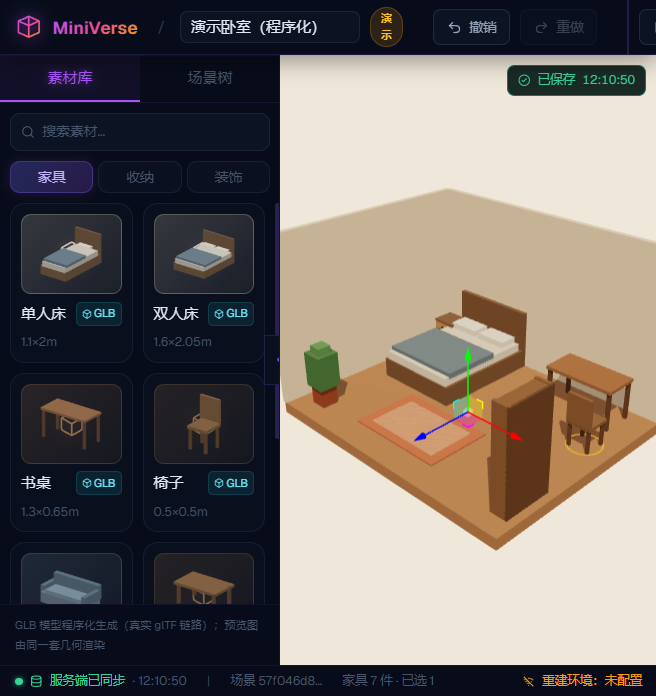 MiniVerse / 演示卧室（程序化） 演示 撤销 重做
素材库 场景树
已保存 12:10:50
搜索素材...
家具 收纳 装饰
单人床 GLB 双人床 GLB
1.1×2m 1.6×2.05m
书桌 GLB 椅子 GLB
1.3×0.65m 0.5×0.5m
GLB 模型程序化生成（真实 glTF 链路）；预览图
由同一套几何渲染
服务端已同步 · 12:10:50 | 场景 57f046d8... 家具 7 件 · 已选 1 重建环境：未配置